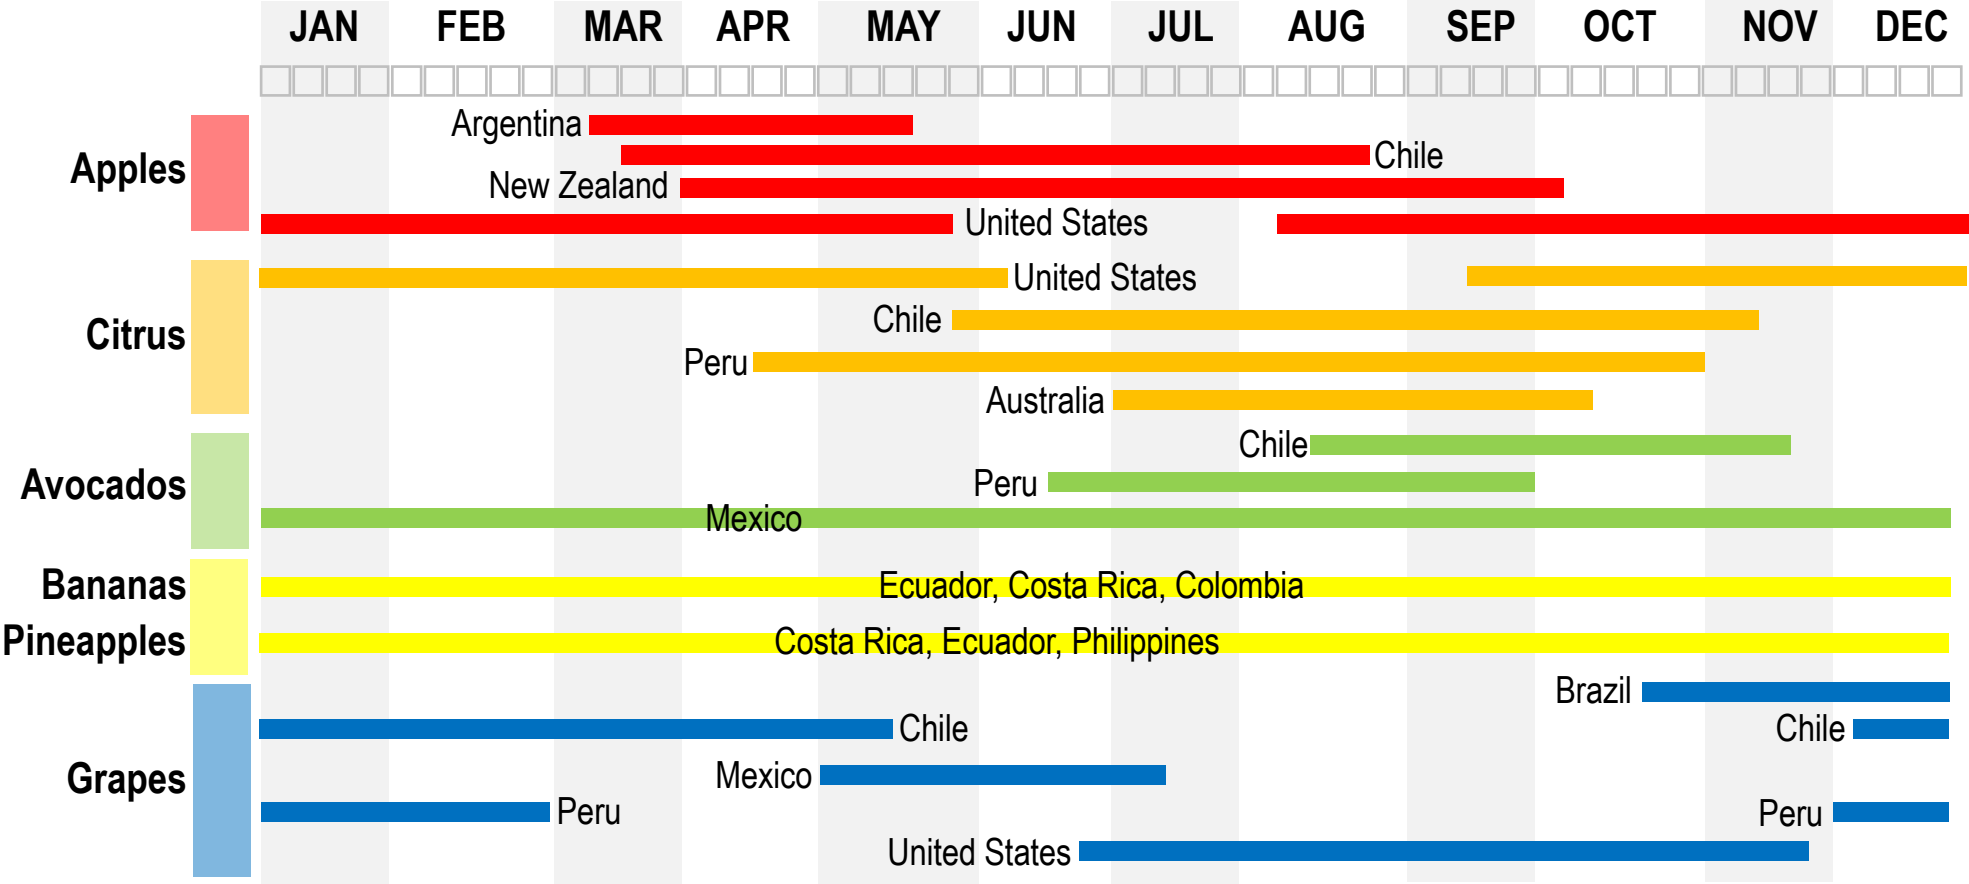 JAN FEB MAR APR MAY JUN JUL AUG SEP OCT NOV DEC
Argentina
Apples
Chile
New Zealand
United States
United States
Citrus
Chile
Peru
Australia
Chile
Avocados
Peru
Mexico
Bananas
Ecuador, Costa Rica, Colombia
Pineapples
Costa Rica, Ecuador, Philippines
Brazil
Chile
Chile
Grapes
Mexico
Peru
Peru
United States